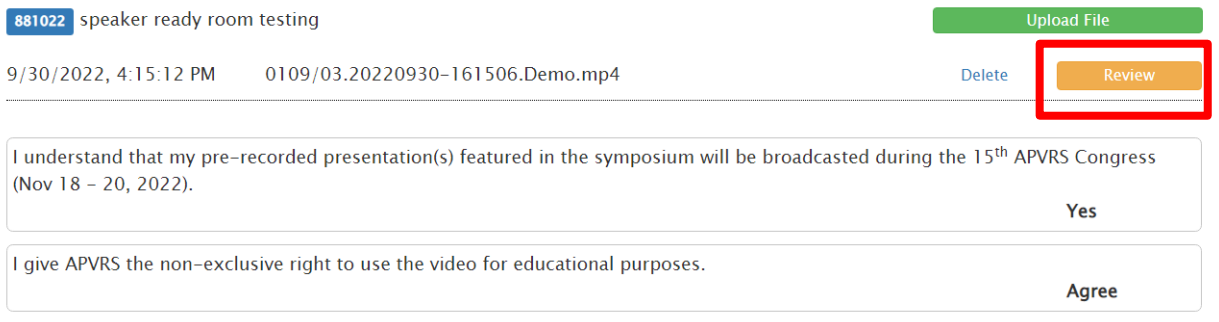 881022 speaker ready room testing Upload File
9/30/2022, 4:15:12 PM 0109/03.20220930-161506.Demo.mp4 Delete Review
I understand that my pre-recorded presentation(s) featured in the symposium will be broadcasted during the 15th APVRS Congress
(Nov 18 – 20, 2022).
Yes
I give APVRS the non-exclusive right to use the video for educational purposes.
Agree